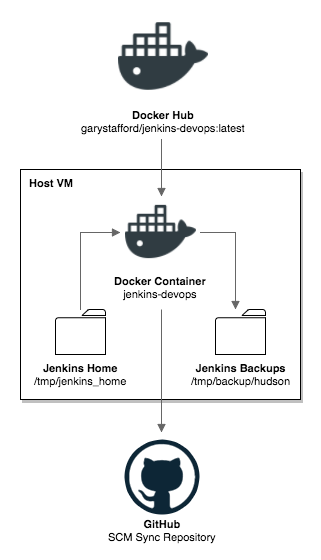 Docker Hub
garystafford/jenkins-devops:latest
Host VM
Docker Container
jenkins-devops
Jenkins Home
/tmp/jenkins_home
Jenkins Backups
/tmp/backup/hudson
GitHub
SCM Sync Repository